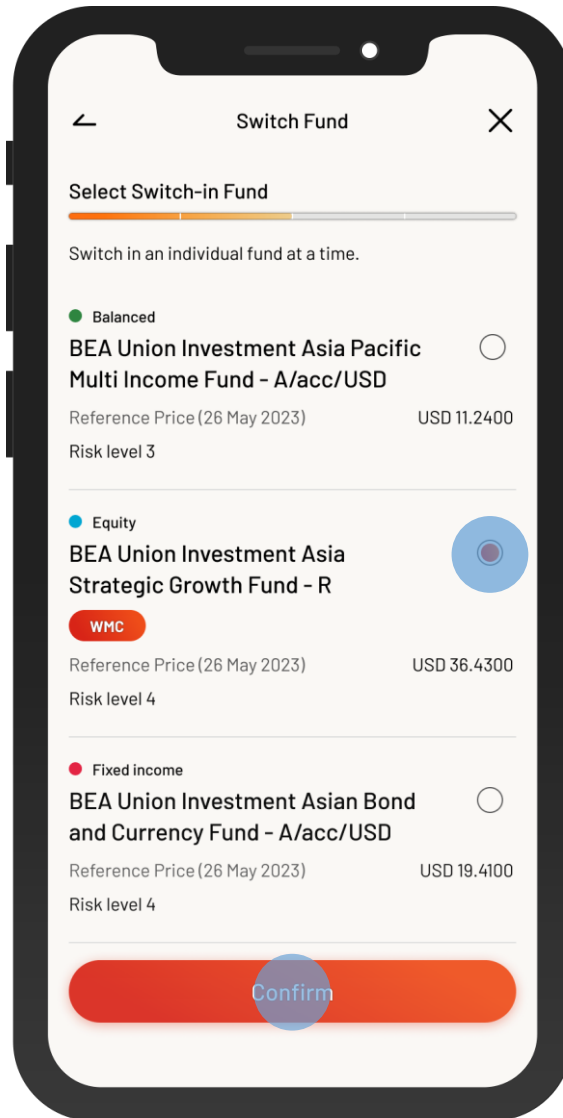 Switch Fund
Select Switch-in Fund
Switch in an individual fund at a time.
Balanced
BEA Union Investment Asia Pacific
Multi Income Fund - A/acc/USD
Reference Price (26 May 2023) USD 11.2400
Risk level 3
Equity
BEA Union Investment Asia
Strategic Growth Fund - R
WMC
Reference Price (26 May 2023) USD 36.4300
Risk level 4
Fixed income
BEA Union Investment Asian Bond
and Currency Fund - A/acc/USD
Reference Price (26 May 2023) USD 19.4100
Risk level 4
Confirm